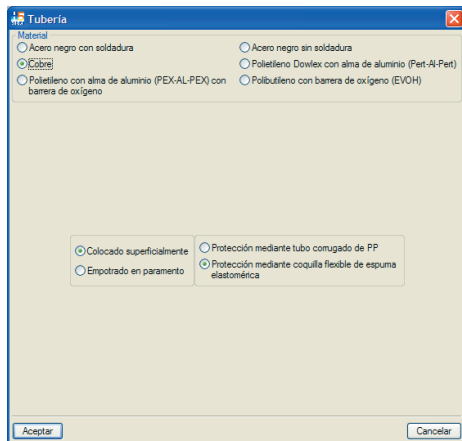 Tubería
Material
Acero negro con soldadura
Acero negro sin soldadura
Cobre
Polietileno Dowlex con alma de aluminio (Pert-Al-Pert)
Polietileno con alma de aluminio (PEX-AL-PEX) con
barrera de oxígeno
Polibutileno con barrera de oxígeno (EVOH)
Colocado superficialmente
Empotrado en paramento
Protección mediante tubo corrugado de PP
Protección mediante coquilla flexible de espuma
elastomérica
Aceptar
Cancelar